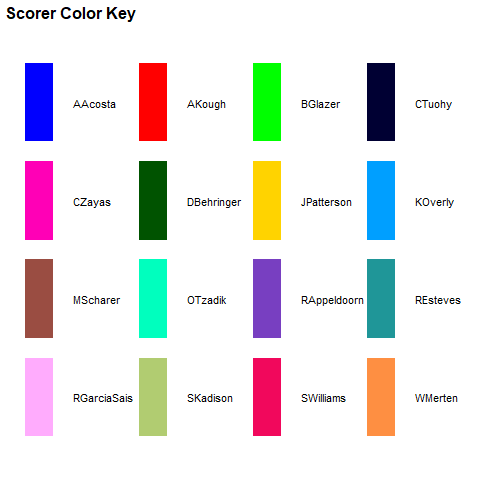 Scorer Color Key
AAcosta AKough BGlazer CTuohy
CZayas DBehringer JPatterson KOverly
MScharer OTzadik RAppeldoorn REsteves
RGarciaSais SKadison SWilliams WMerten